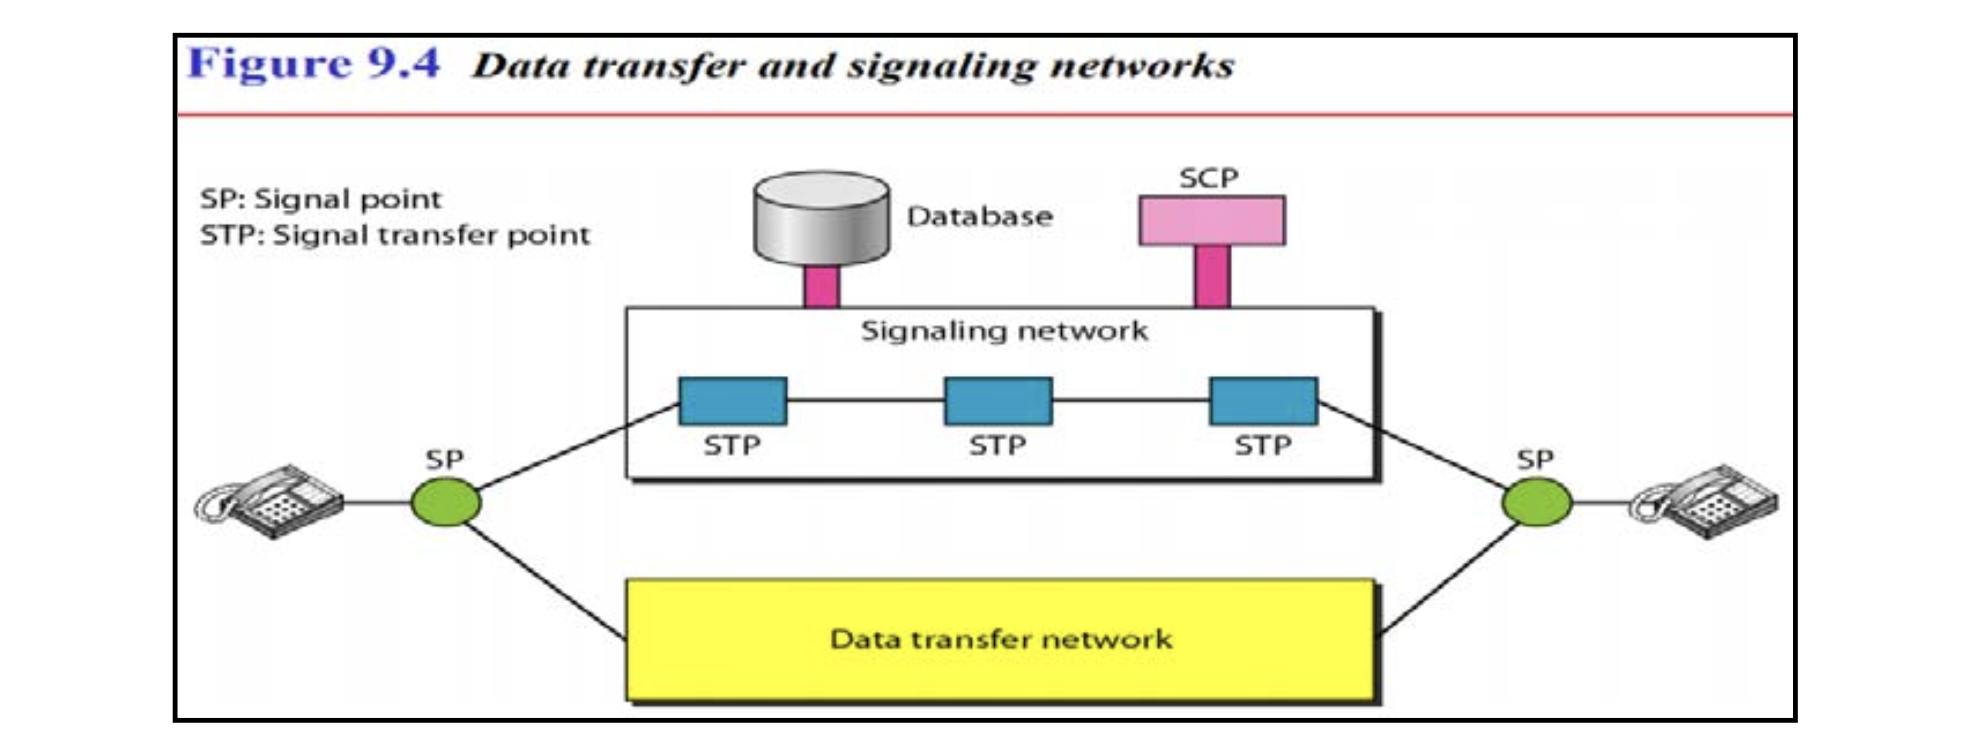 Figure 9.4 Data transfer and signaling networks
SP: Signal point
STP: Signal transfer point
Database
SCP
Signaling network
STP
STP
STP
SP
SP
Data transfer network